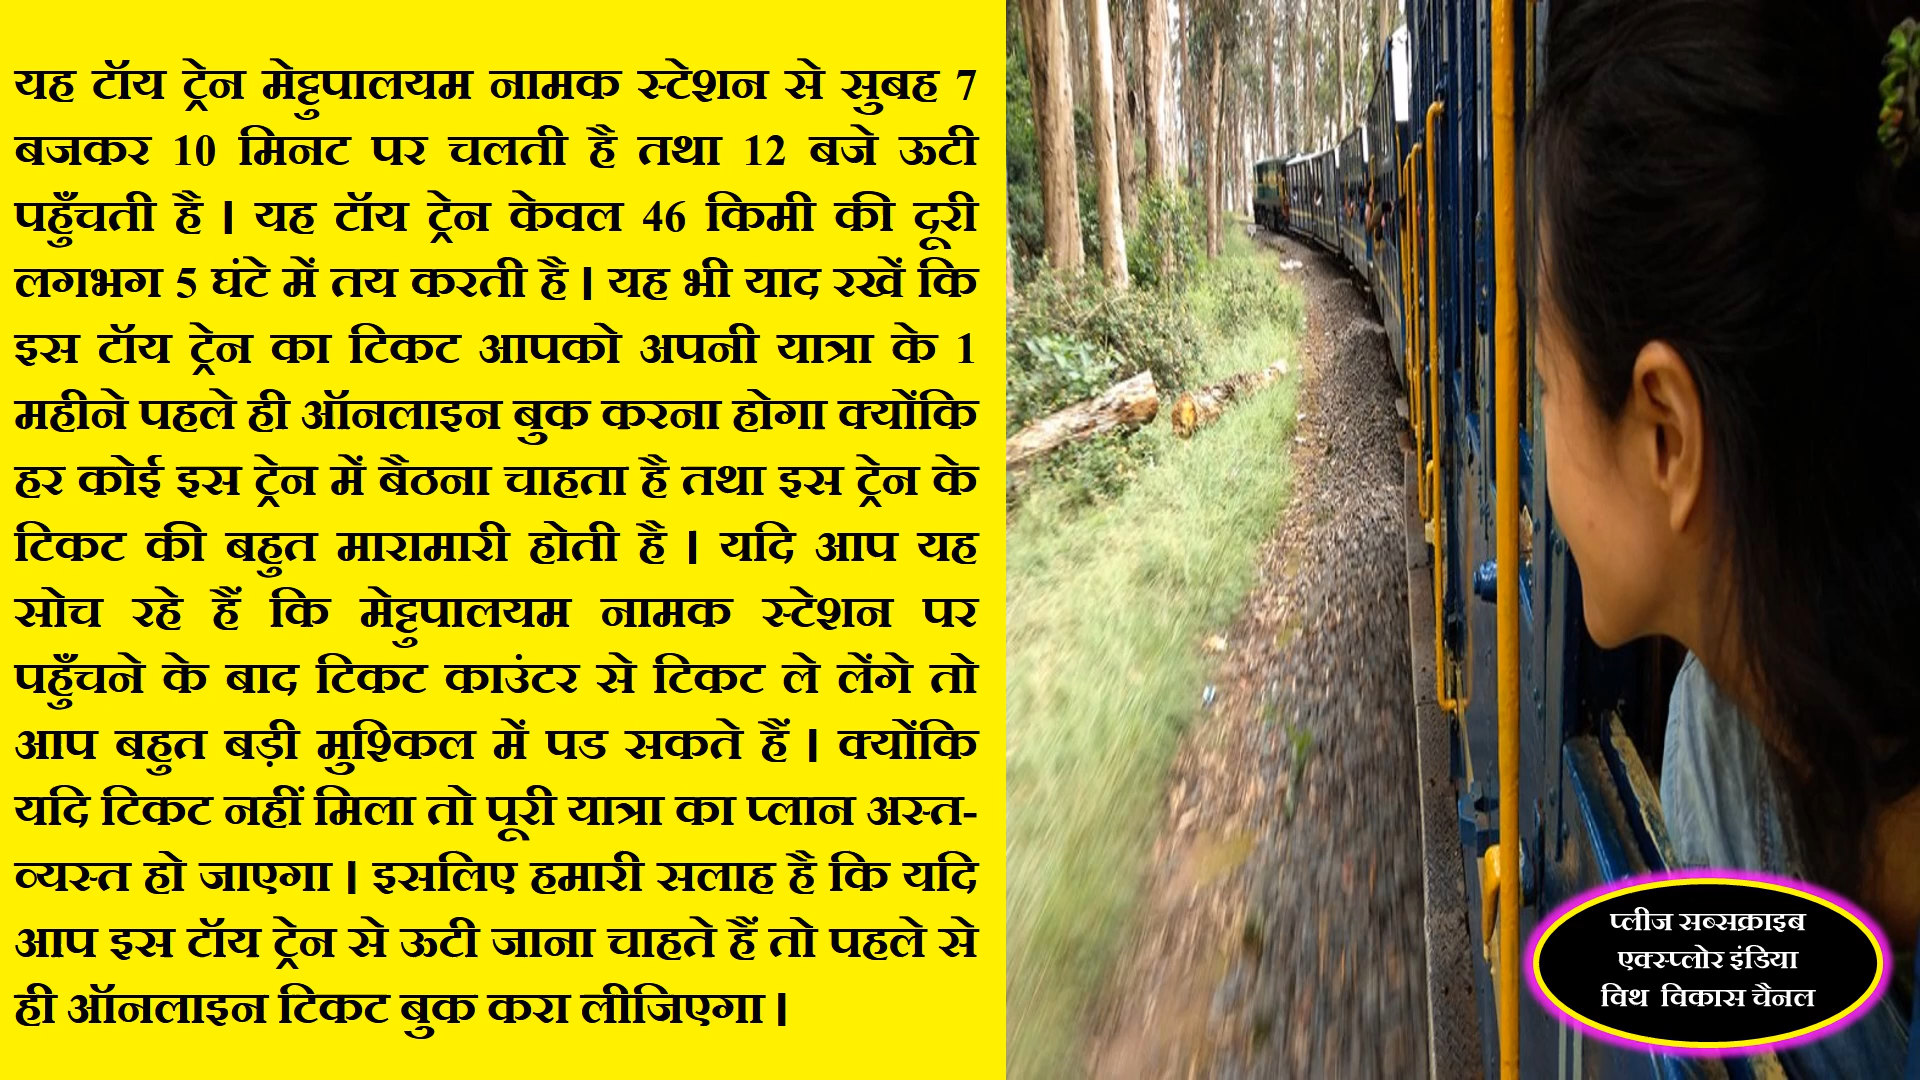 यह टॉय ट्रेन मेट्टुपालयम नामक स्टेशन से सुबह 7
बजकर 10 मिनट पर चलती है तथा 12 बजे ऊटी
पहुँचती है । यह टॉय ट्रेन केवल 46 किमी की दूरी
लगभग 5 घंटे में तय करती है । यह भी याद रखें कि
इस टॉय ट्रेन का टिकट आपको अपनी यात्रा के 1
महीने पहले ही ऑनलाइन बुक करना होगा क्योंकि
हर कोई इस ट्रेन में बैठना चाहता है तथा इस ट्रेन के
टिकट की बहुत मारामारी होती है । यदि आप यह
सोच रहे हैं कि मेट्टुपालयम नामक स्टेशन पर
पहुँचने के बाद टिकट काउंटर से टिकट ले लेंगे तो
आप बहुत बड़ी मुश्किल में पड सकते हैं । क्योंकि
यदि टिकट नहीं मिला तो पूरी यात्रा का प्लान अस्त-
व्यस्त हो जाएगा । इसलिए हमारी सलाह है कि यदि
आप इस टॉय ट्रेन से ऊटी जाना चाहते हैं तो पहले से
ही ऑनलाइन टिकट बुक करा लीजिएगा ।
प्लीज सब्सक्राइब
एक्स्प्लोर इंडिया
विथ विकास चैनल